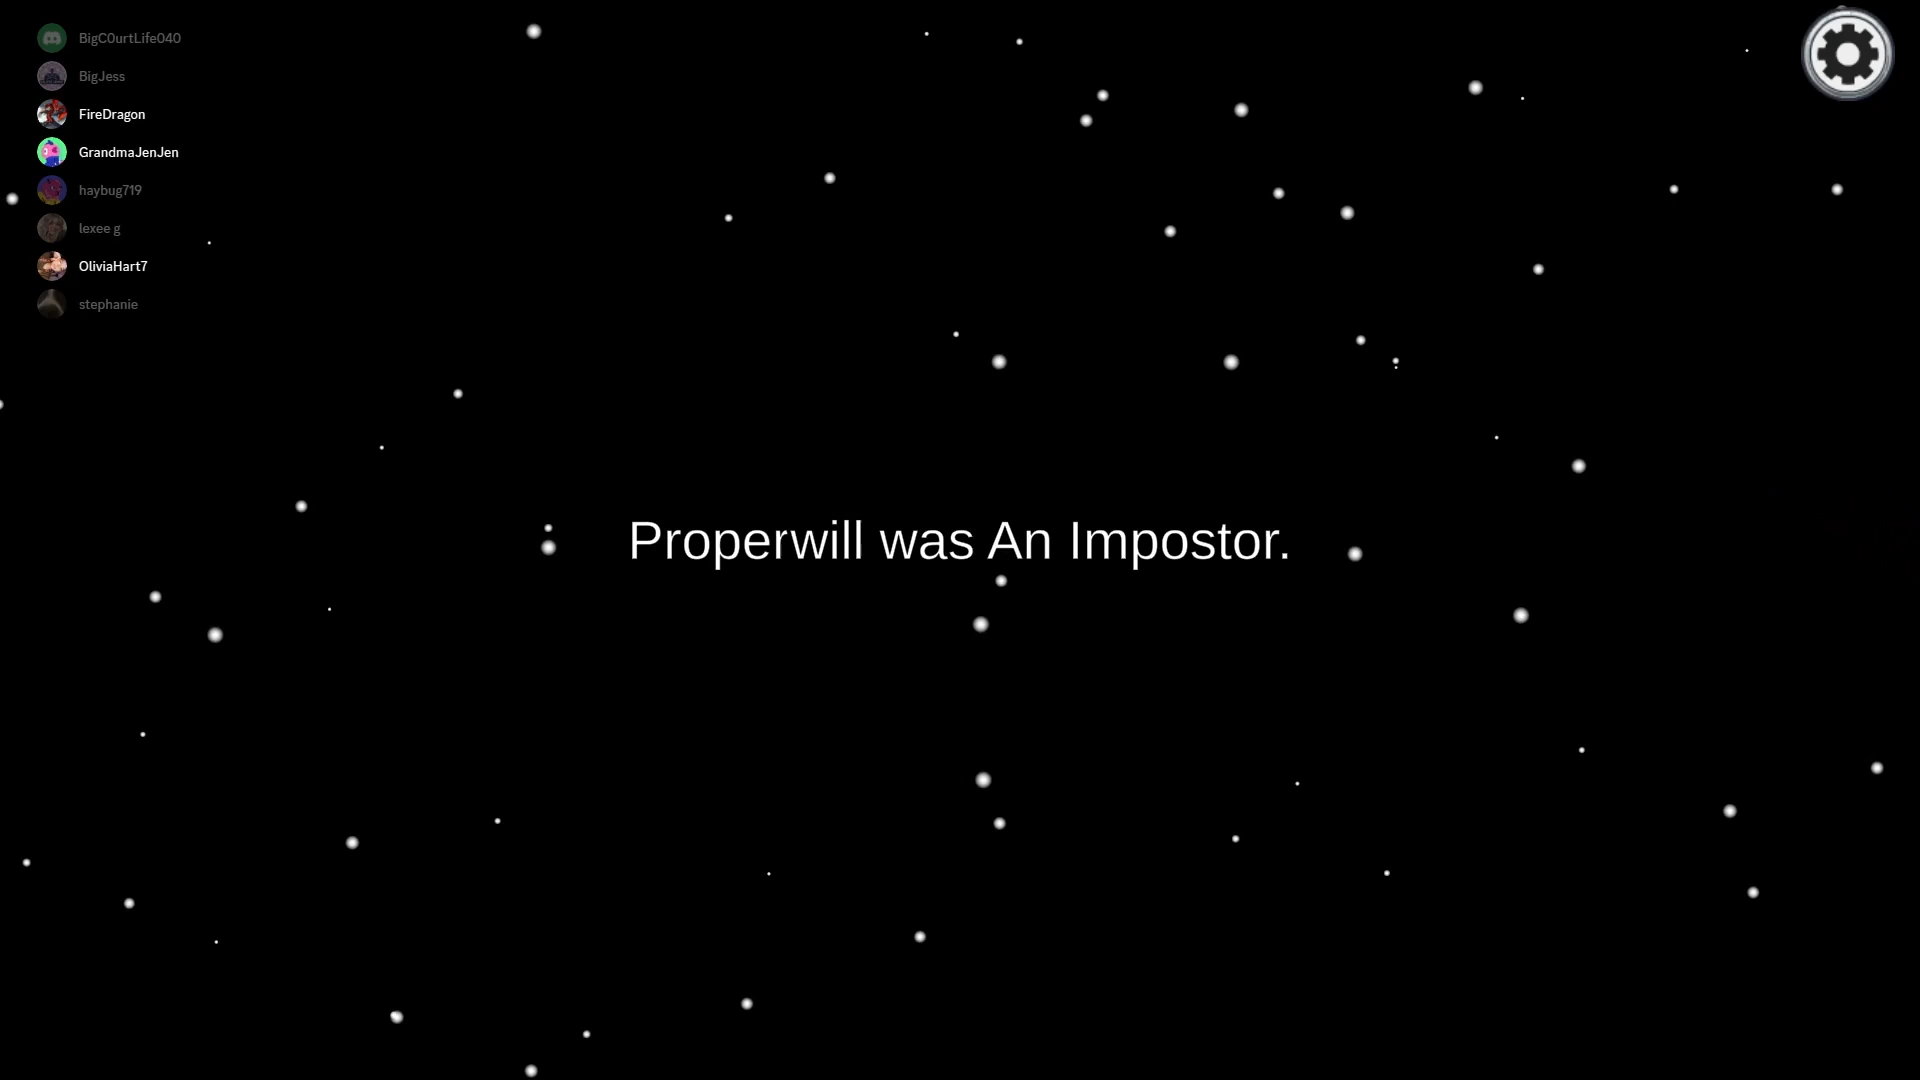 BigC0urtLife040
BigJess
FireDragon
GrandmaJenJen
haybug719
lexee g
OliviaHart7
stephanie
Properwill was An Impostor.